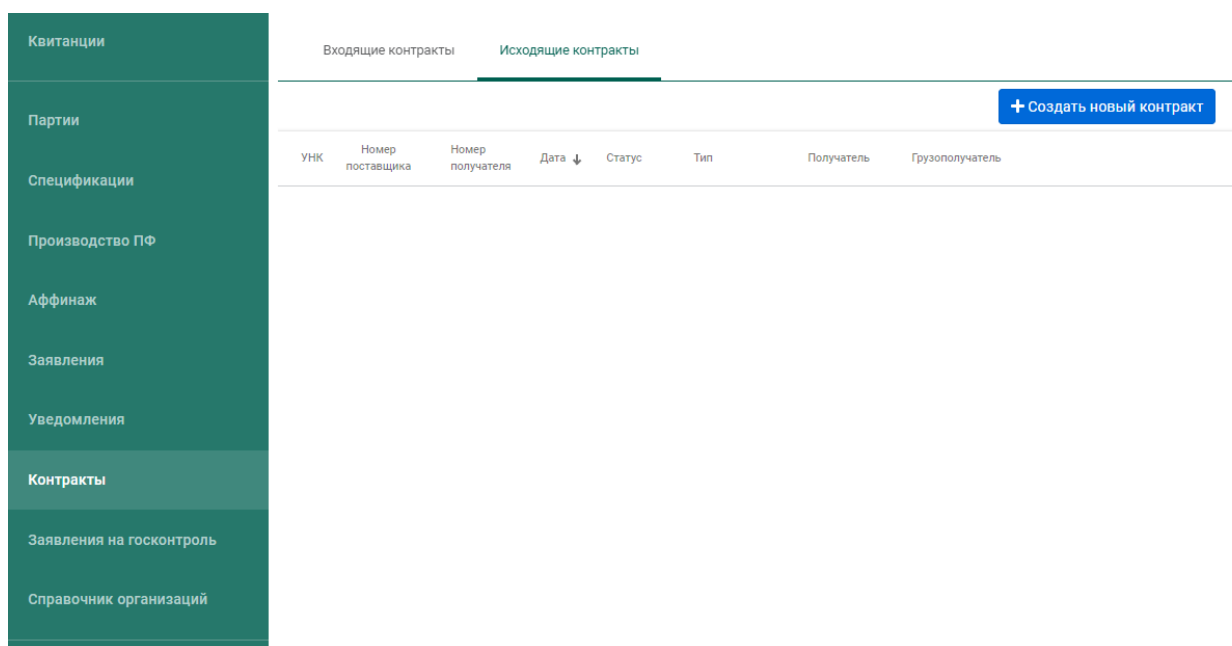 Квитанции
Партии
Спецификации
Производство ПФ
Аффинаж
Заявления
Уведомления
Контракты
Заявления на госконтроль
Справочник организаций
Входящие контракты Исходящие контракты
Создать новый контракт
УНК Номер поставщика Номер получателя Дата Статус Тип Получатель Грузополучатель